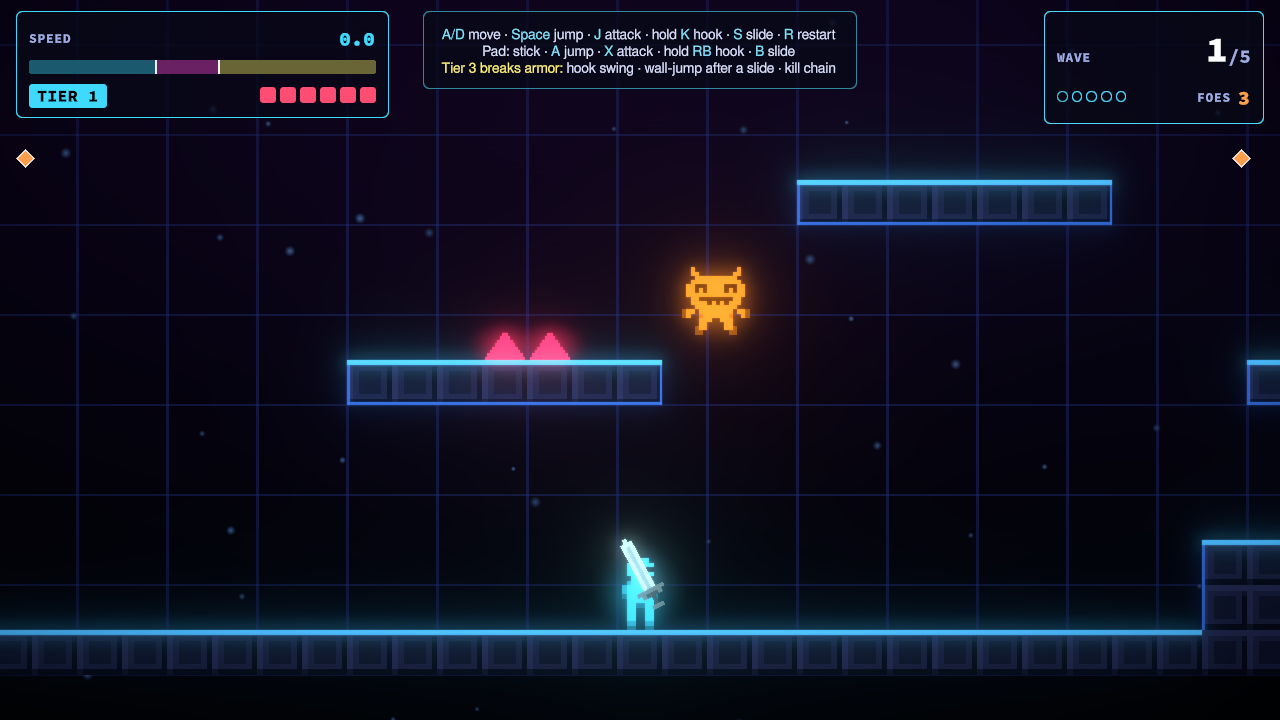 SPEED 0.0
TIER 1
A/D move · Space jump · J attack · hold K hook · S slide · R restart
Pad: stick · A jump · X attack · hold RB hook · B slide
Tier 3 breaks armor: hook swing · wall-jump after a slide · kill chain
WAVE 1/5
FOES 3